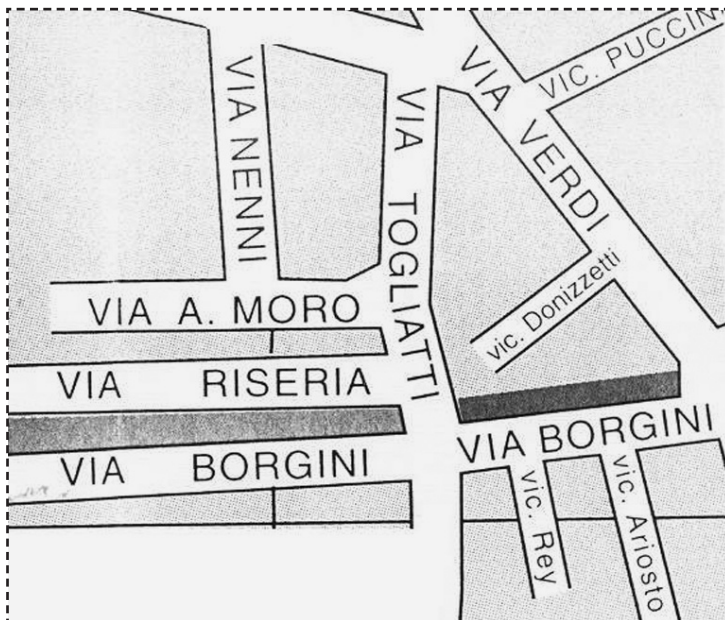 VIA NENNI
VIA TOGLIATTI
VIA VERDI
VIC. PUCCIN
VIA A. MORO
vic. Donizzetti
VIA RISERIA
VIA BORGINI
VIA BORGINI
vic. Rey
vic. Ariosto